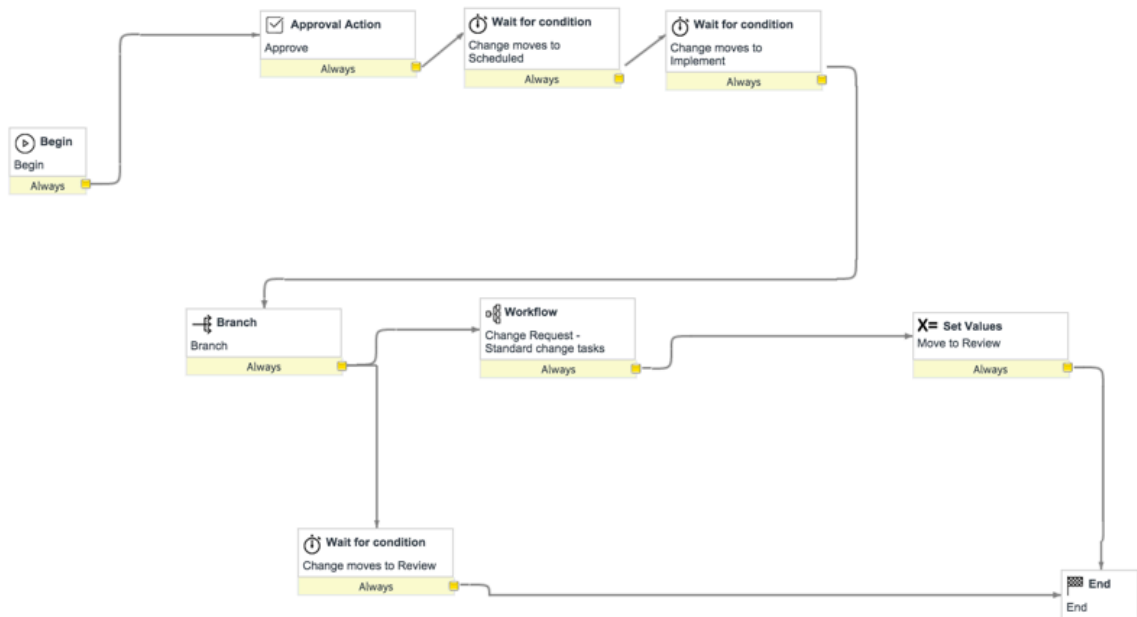 Approval Action
Approve
Always
Wait for condition
Change moves to
Scheduled
Always
Wait for condition
Change moves to
Implement
Always
Begin
Begin
Always
Branch
Branch
Always
Workflow
Change Request -
Standard change tasks
Always
X= Set Values
Move to Review
Always
Wait for condition
Change moves to Review
Always
End
End